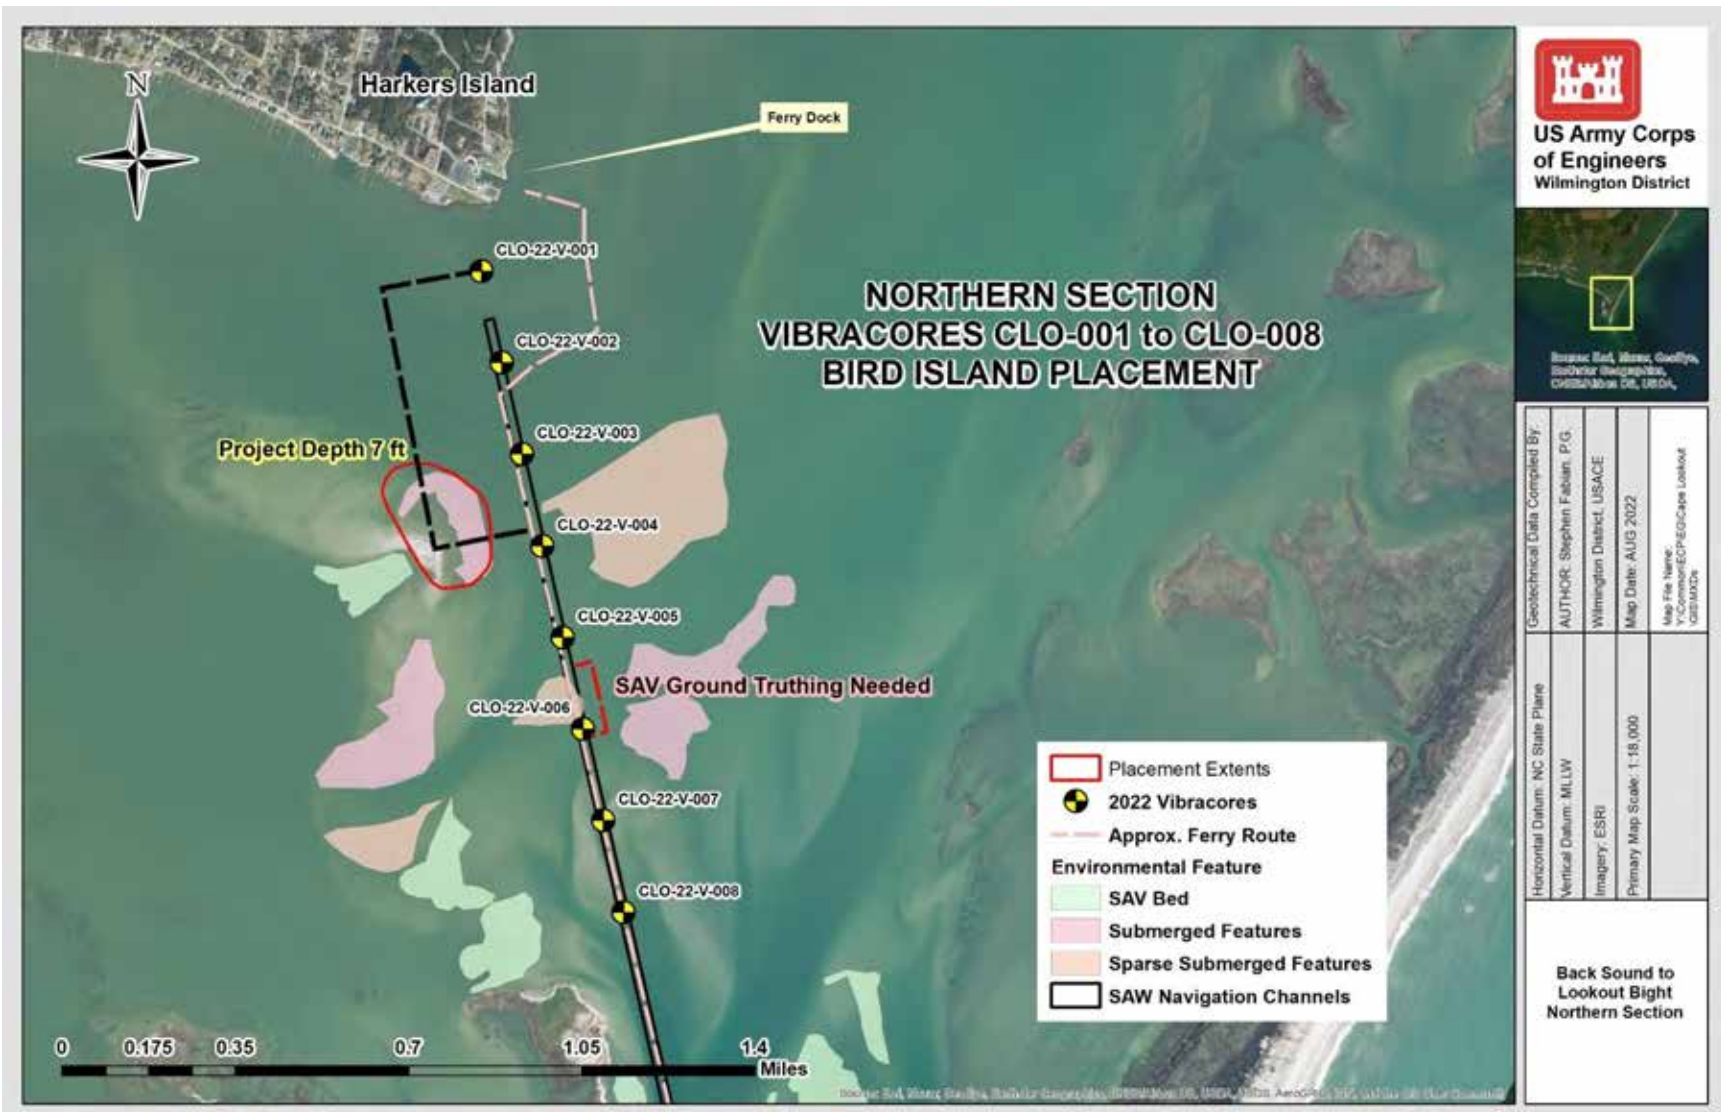 N
Harkers Island
Ferry Dock
CLO-22-V-001
NORTHERN SECTION
VIBRACORES CLO-001 to CLO-008
BIRD ISLAND PLACEMENT
CLO-22-V-002
CLO-22-V-003
Project Depth 7 ft
CLO-22-V-004
CLO-22-V-005
SAV Ground Truthing Needed
CLO-22-V-006
CLO-22-V-007
CLO-22-V-008
Placement Extents
2022 Vibracores
Approx. Ferry Route
Environmental Feature
SAV Bed
Submerged Features
Sparse Submerged Features
SAW Navigation Channels
0 0.175 0.35 0.7 1.05 1.4
Miles
US Army Corps
of Engineers
Wilmington District
Geotechnical Data Compiled By:
AUTHOR: Stephen Fabian, P.G.
Wilmington District, USACE
Map Date: AUG 2022
Map File Name:
Horizontal Datum: NC State Plane
Vertical Datum: MLLW
Imagery: ESRI
Primary Map Scale: 1:18,000
Back Sound to
Lookout Bight
Northern Section